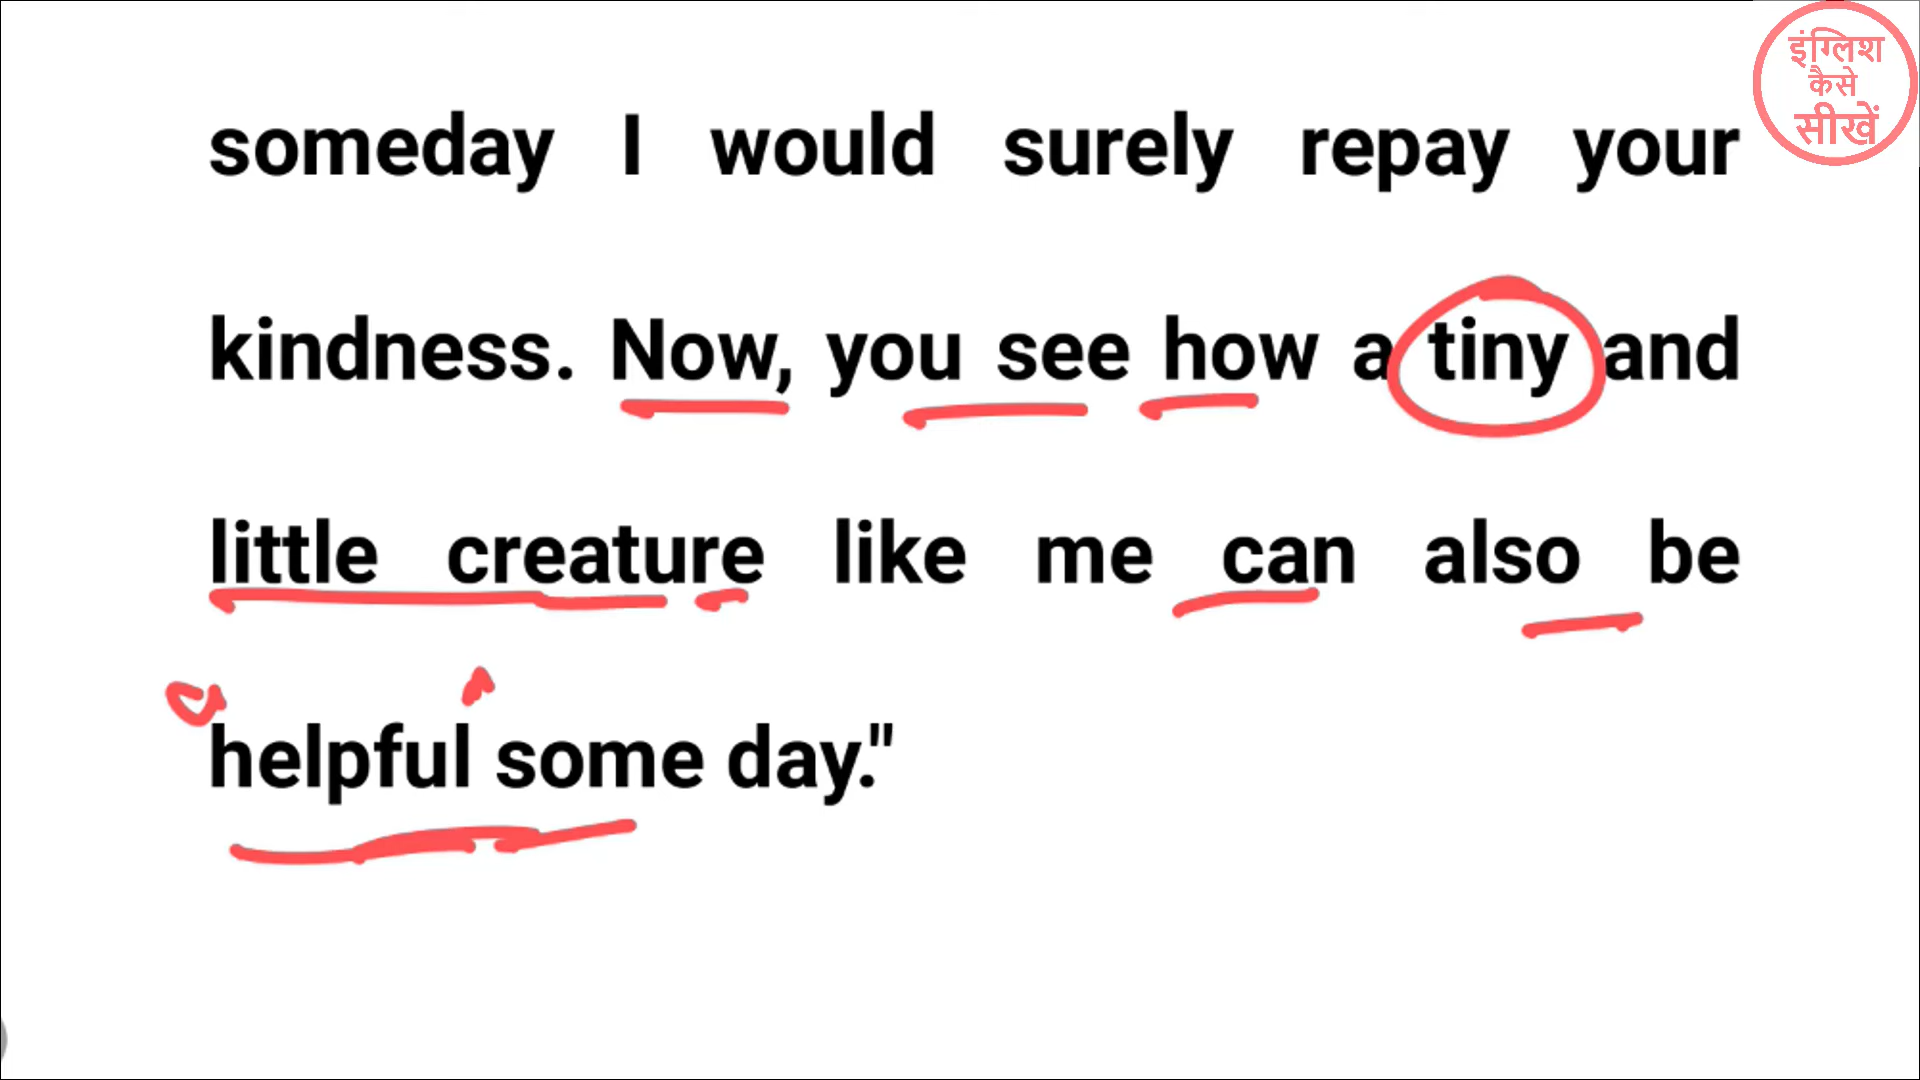 इंग्लिश
कैसे
सीखें
someday I would surely repay your
kindness. Now, you see how a tiny and
little creature like me can also be
helpful some day."